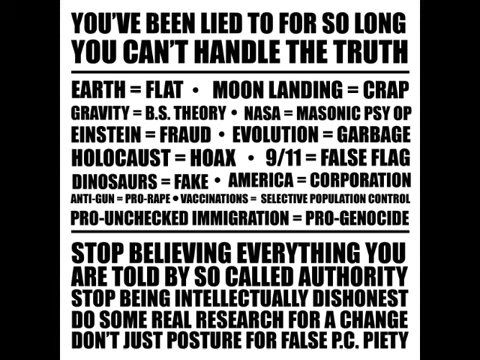 YOU'VE BEEN LIED TO FOR SO LONG
YOU CAN'T HANDLE THE TRUTH
EARTH = FLAT • MOON LANDING = CRAP
GRAVITY = B.S. THEORY • NASA = MASONIC PSY OP
EINSTEIN = FRAUD • EVOLUTION = GARBAGE
HOLOCAUST = HOAX • 9/11 = FALSE FLAG
DINOSAURS = FAKE • AMERICA = CORPORATION
ANTI-GUN = PRO-RAPE • VACCINATIONS = SELECTIVE POPULATION CONTROL
PRO-UNCHECKED IMMIGRATION = PRO-GENOCIDE
STOP BELIEVING EVERYTHING YOU
ARE TOLD BY SO CALLED AUTHORITY
STOP BEING INTELLECTUALLY DISHONEST
DO SOME REAL RESEARCH FOR A CHANGE
DON'T JUST POSTURE FOR FALSE P.C. PIETY